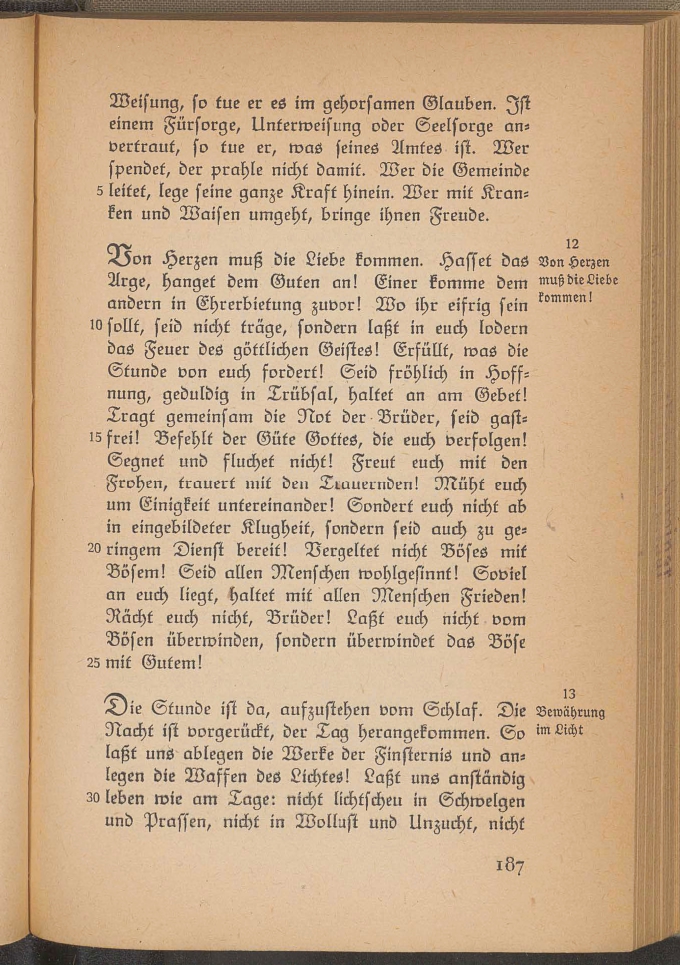 Weisung, so tue er es im gehorsamen Glauben. Ist
einem Fürsorge, Unterweisung oder Seelsorge an-
vertraut, so tue er, was seines Amtes ist. Wer
spendet, der prahle nicht damit. Wer die Gemeinde
5 leitet, lege seine ganze Kraft hinein. Wer mit Kran-
ken und Waisen umgeht, bringe ihnen Freude.
12
Von Herzen
muß die Liebe
kommen!
Von Herzen muß die Liebe kommen. Hasset das
Arge, hanget dem Guten an! Einer komme dem
andern in Ehrerbietung zuvor! Wo ihr eifrig sein
10 sollt, seid nicht träge, sondern laßt in euch lodern
das Feuer des göttlichen Geistes! Erfüllt, was die
Stunde von euch fordert! Seid fröhlich in Hoff-
nung, geduldig in Trübsal, haltet an am Gebet!
Tragt gemeinsam die Not der Brüder, seid gast-
15 frei! Befehlt der Güte Gottes, die euch verfolgen!
Segnet und fluchet nicht! Freut euch mit den
Frohen, trauert mit den Trauernden! Müht euch
um Einigkeit untereinander! Sondert euch nicht ab
in eingebildeter Klugheit, sondern seid auch zu ge-
20 ringem Dienst bereit! Vergeltet nicht Böses mit
Bösem! Seid allen Menschen wohlgesinnt! Soviel
an euch liegt, haltet mit allen Menschen Frieden!
Rächt euch nicht, Brüder! Laßt euch nicht vom
Bösen überwinden, sondern überwindet das Böse
25 mit Gutem!
13
Bewährung
im Licht
Die Stunde ist da, aufzustehen vom Schlaf. Die
Nacht ist vorgerückt, der Tag herangekommen. So
laßt uns ablegen die Werke der Finsternis und an-
legen die Waffen des Lichtes! Laßt uns anständig
30 leben wie am Tage: nicht lichtscheu in Schwelgen
und Prassen, nicht in Wollust und Unzucht, nicht
187